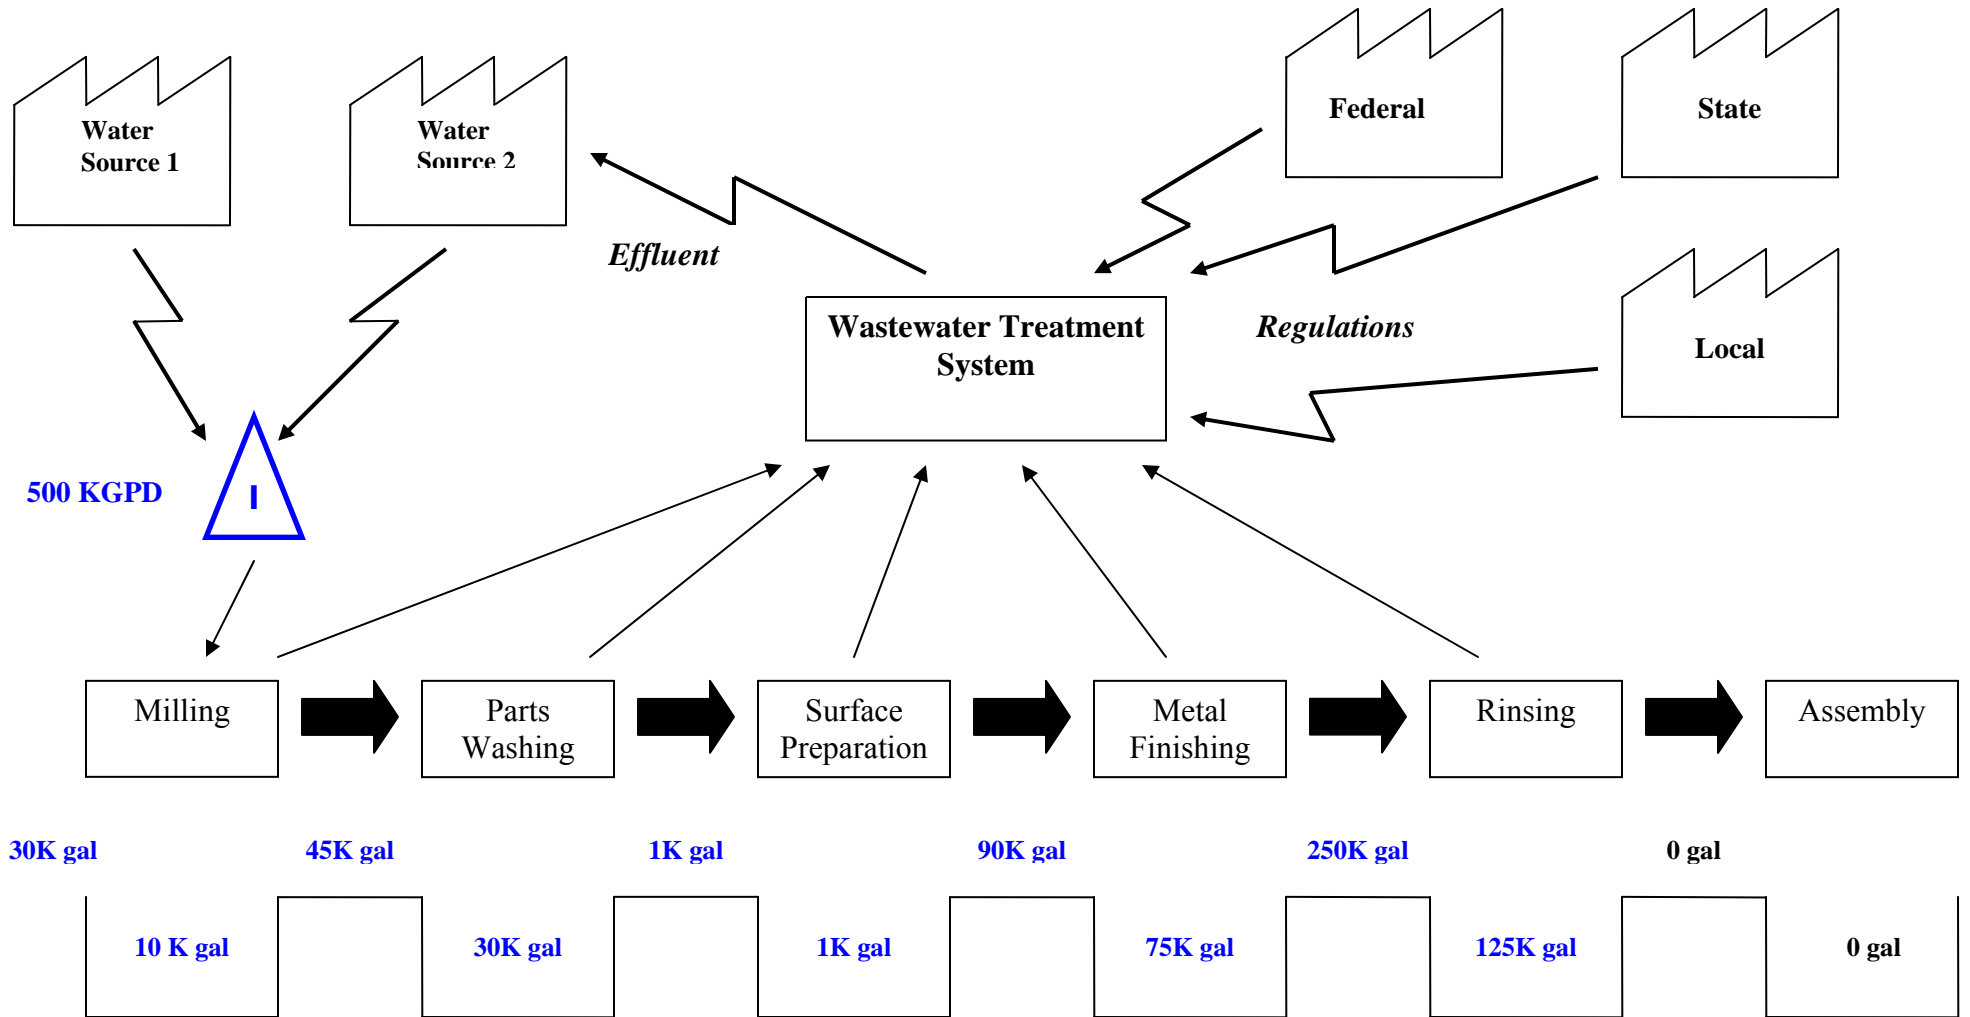 Federal
State
Water
Source 1
Water
Source 2
Effluent
Wastewater Treatment
System
Regulations
Local
500 KGPD
I
Milling
Parts
Washing
Surface
Preparation
Metal
Finishing
Rinsing
Assembly
30K gal
45K gal
1K gal
90K gal
250K gal
0 gal
10 K gal
30K gal
1K gal
75K gal
125K gal
0 gal